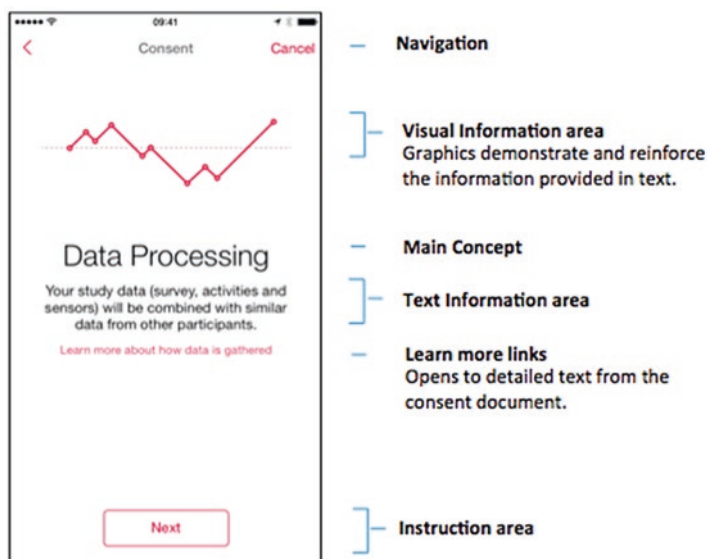 09:41
Consent
Cancel
Data Processing
Your study data (survey, activities and
sensors) will be combined with similar
data from other participants.
Learn more about how data is gathered
Next
Navigation
Visual Information area
Graphics demonstrate and reinforce
the information provided in text.
Main Concept
Text Information area
Learn more links
Opens to detailed text from the
consent document.
Instruction area